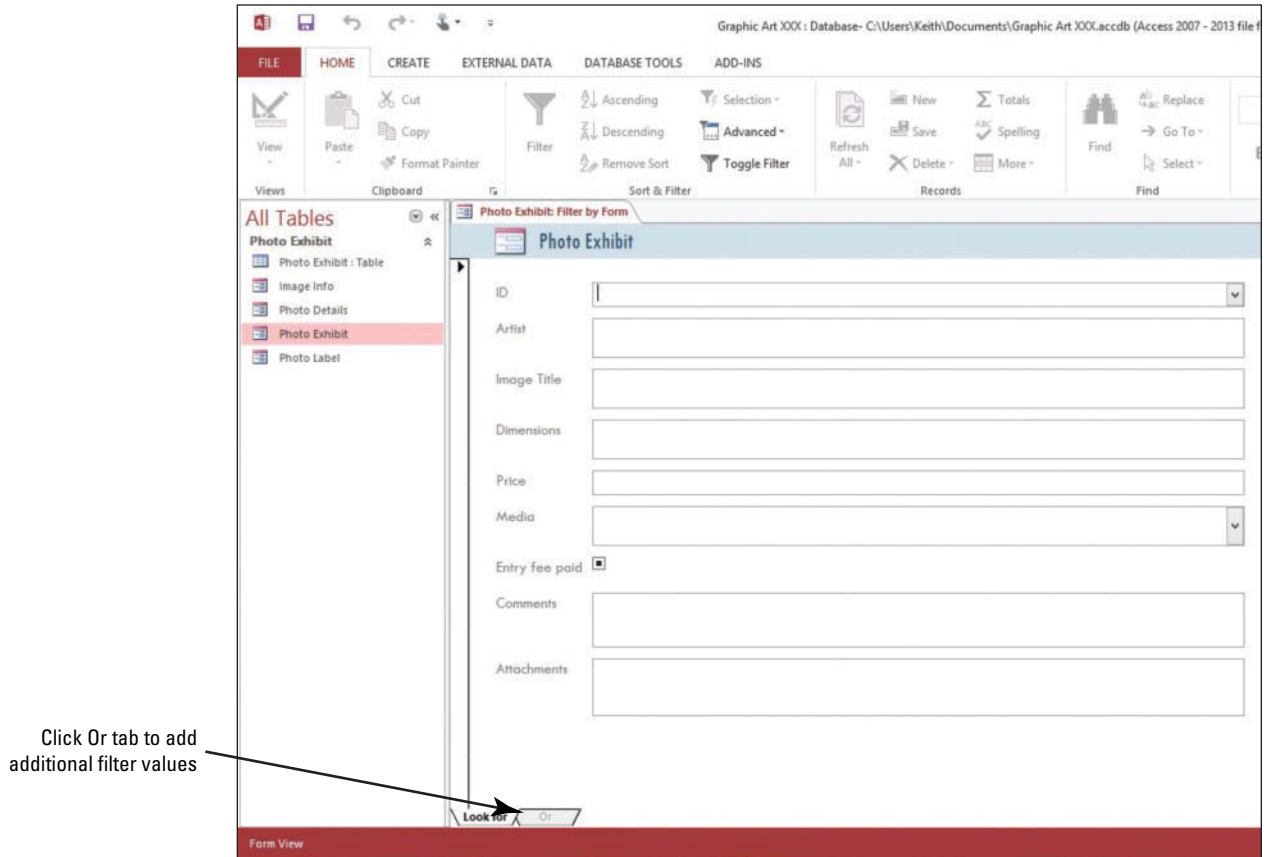 Graphic Art XXX : Database- C:\Users\Keith\Documents\Graphic Art XXX.accdb (Access 2007 - 2013 file f
FILE HOME CREATE EXTERNAL DATA DATABASE TOOLS ADD-INS
View
Views
Paste
Cut
Copy
Format Painter
Clipboard
Filter
Ascending
Descending
Remove Sort
Selection
Advanced
Toggle Filter
Sort & Filter
Refresh
All
New
Save
Delete
Totals
Spelling
More
Records
Find
Replace
Go To
Select
Find
All Tables
Photo Exhibit
Photo Exhibit : Table
Image Info
Photo Details
Photo Exhibit
Photo Label
Photo Exhibit: Filter by Form
Photo Exhibit
ID
Artist
Image Title
Dimensions
Price
Media
Entry fee paid
Comments
Attachments
Click Or tab to add
additional filter values
Look for Or
Form View